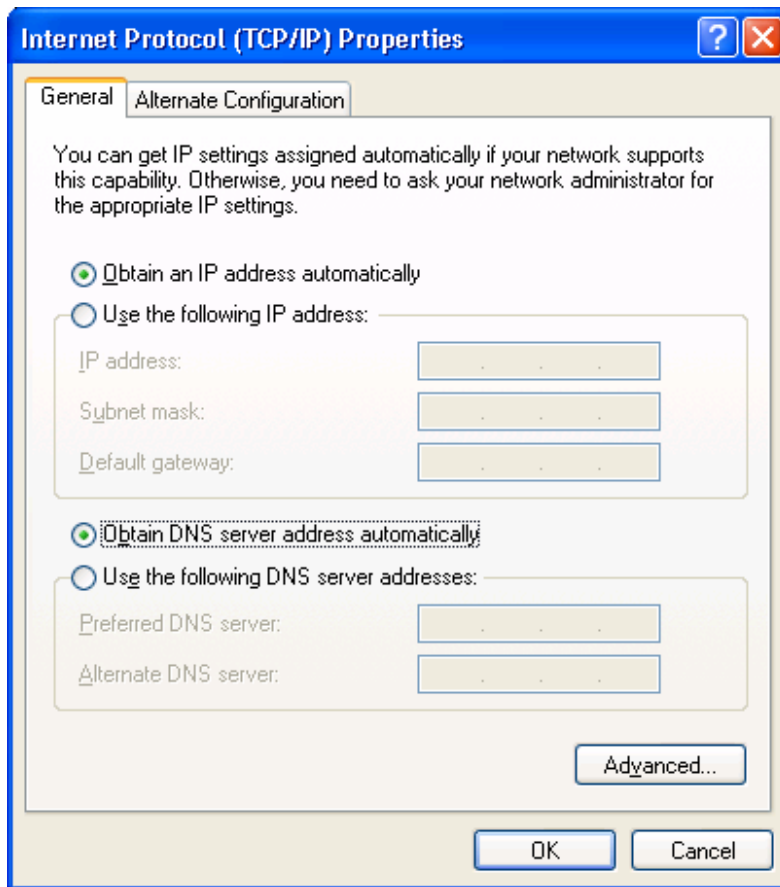 Internet Protocol (TCP/IP) Properties
General
Alternate Configuration
You can get IP settings assigned automatically if your network supports
this capability. Otherwise, you need to ask your network administrator for
the appropriate IP settings.
Obtain an IP address automatically
Use the following IP address:
IP address:
Subnet mask:
Default gateway:
Obtain DNS server address automatically
Use the following DNS server addresses:
Preferred DNS server:
Alternate DNS server:
Advanced...
OK
Cancel